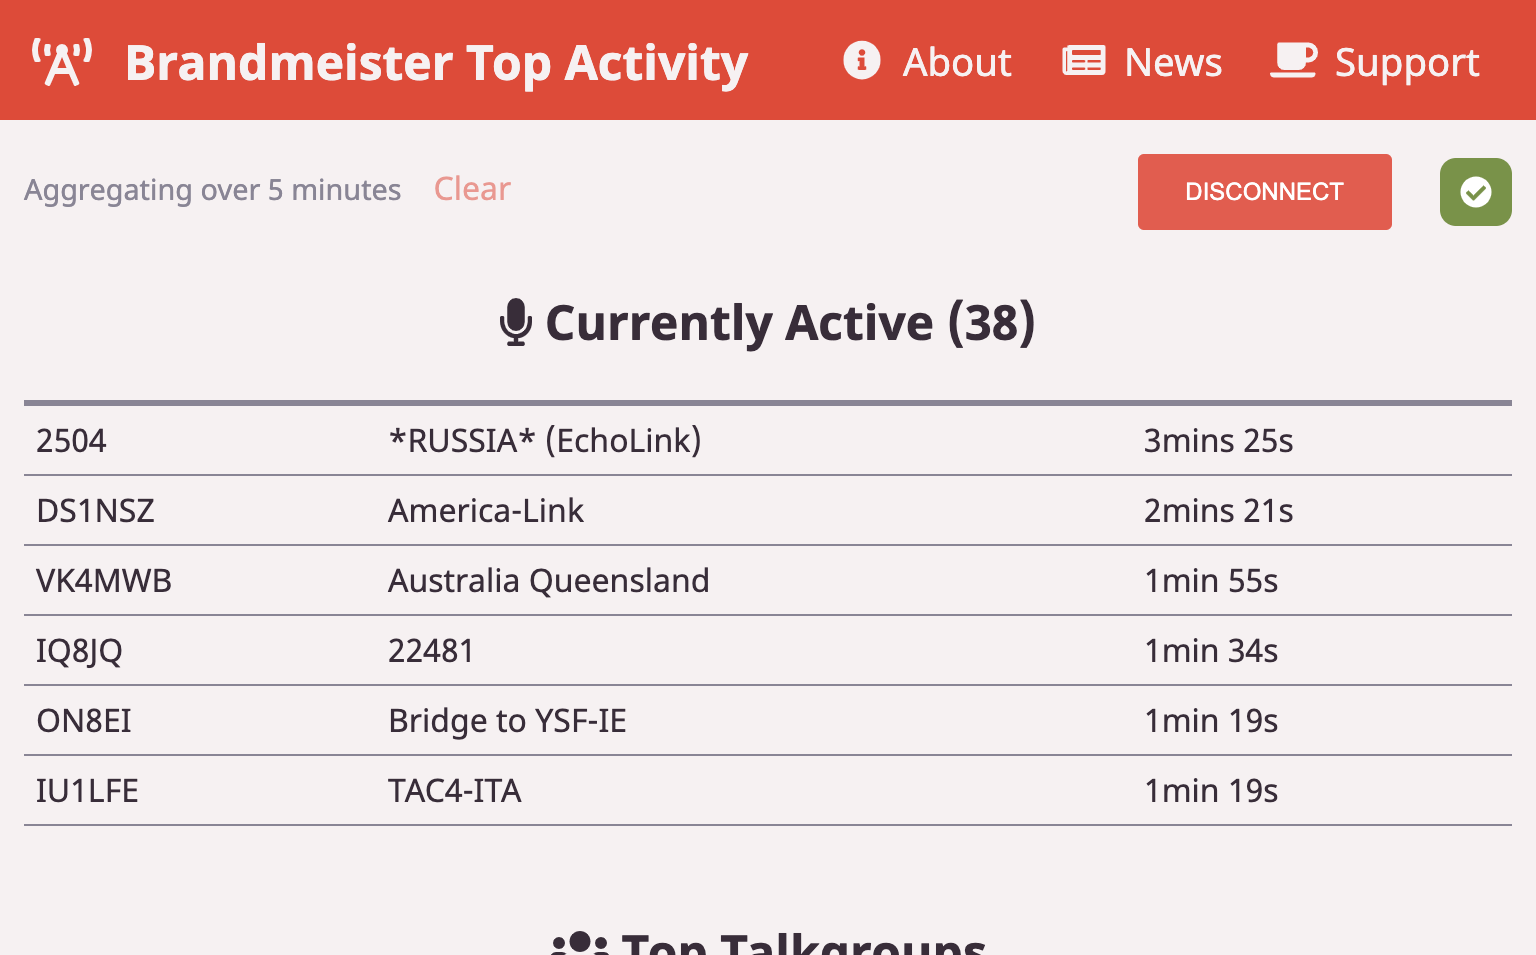 Brandmeister Top Activity About News Support
Aggregating over 5 minutes Clear DISCONNECT
Currently Active (38)
2504 *RUSSIA* (EchoLink) 3mins 25s
DS1NSZ America-Link 2mins 21s
VK4MWB Australia Queensland 1min 55s
IQ8JQ 22481 1min 34s
ON8EI Bridge to YSF-IE 1min 19s
IU1LFE TAC4-ITA 1min 19s
Top Talkgroups